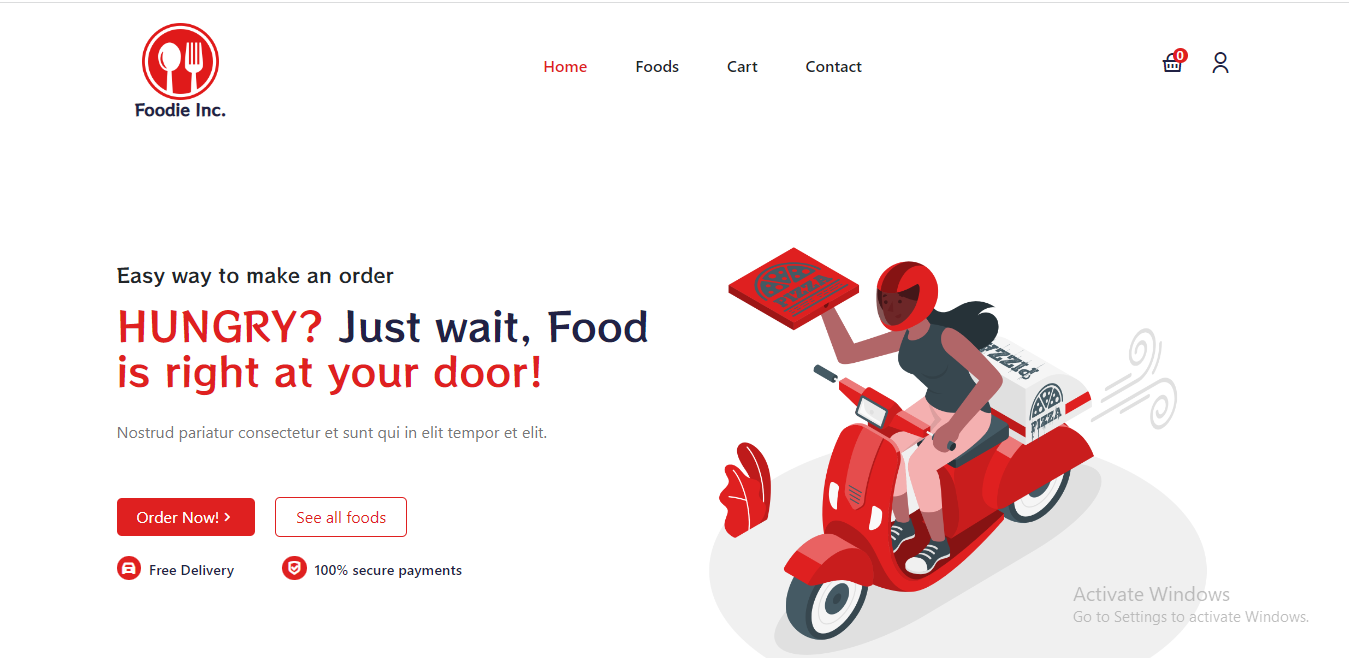 Foodie Inc.
Home Foods Cart Contact
0
Easy way to make an order
HUNGRY? Just wait, Food
is right at your door!
Nostrud pariatur consectetur et sunt qui in elit tempor et elit.
Order Now! >
See all foods
Free Delivery
100% secure payments
PIZZA
PIZZA
PIZZA
Activate Windows
Go to Settings to activate Windows.